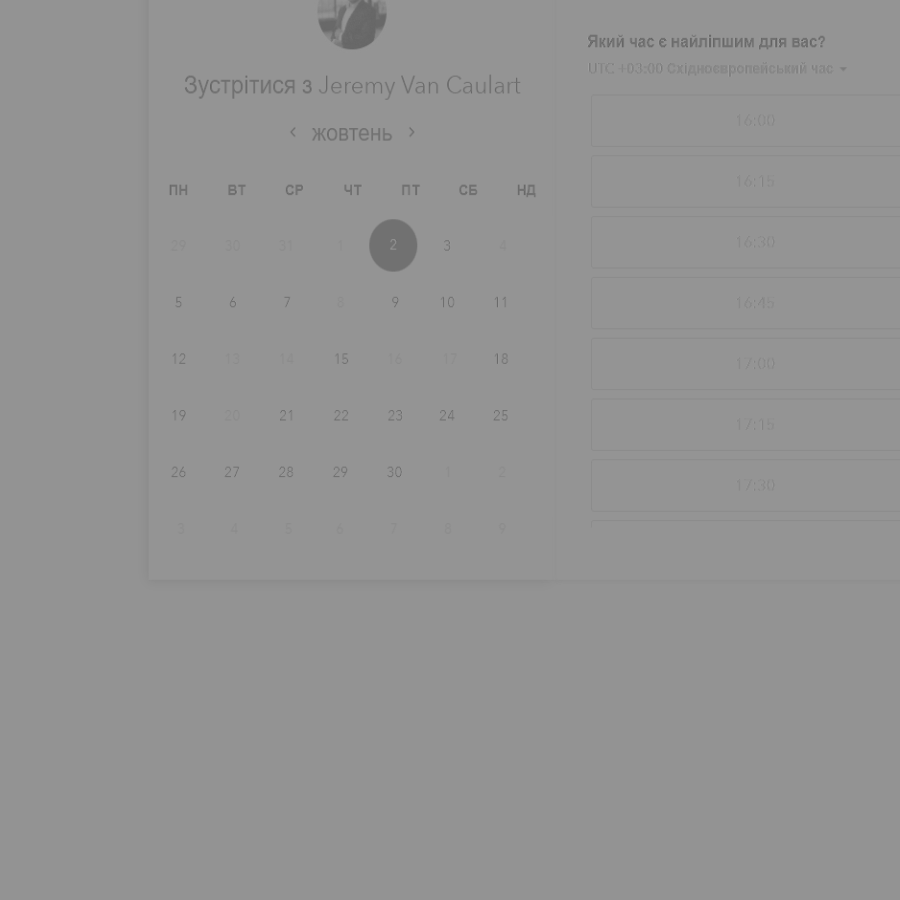 Зустрітися з Jeremy Van Caulart
‹ жовтень ›
ПН ВТ СР ЧТ ПТ СБ НД
29 30 31 1 2 3 4
5 6 7 8 9 10 11
12 13 14 15 16 17 18
19 20 21 22 23 24 25
26 27 28 29 30 1 2
3 4 5 6 7 8 9
Який час є найліпшим для вас?
UTC +03:00 Східноєвропейський час
16:00
16:15
16:30
16:45
17:00
17:15
17:30